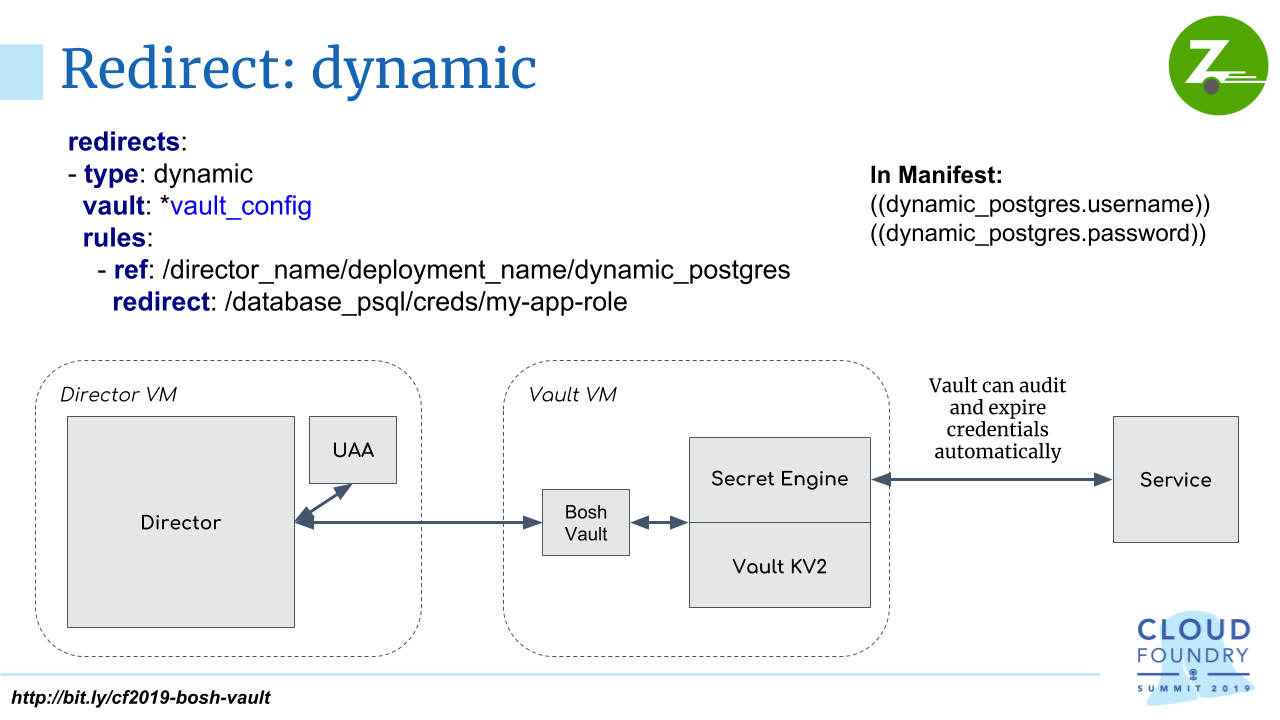 Redirect: dynamic
Z
redirects:
- type: dynamic
vault: *vault_config
rules:
- ref: /director_name/deployment_name/dynamic_postgres
redirect: /database_psql/creds/my-app-role
In Manifest:
((dynamic_postgres.username))
((dynamic_postgres.password))
Director VM
Director
UAA
Vault VM
Bosh
Vault
Secret Engine
Vault KV2
Vault can audit
and expire
credentials
automatically
Service
CLOUD
FOUNDRY
SUMMIT 2019
http://bit.ly/cf2019-bosh-vault